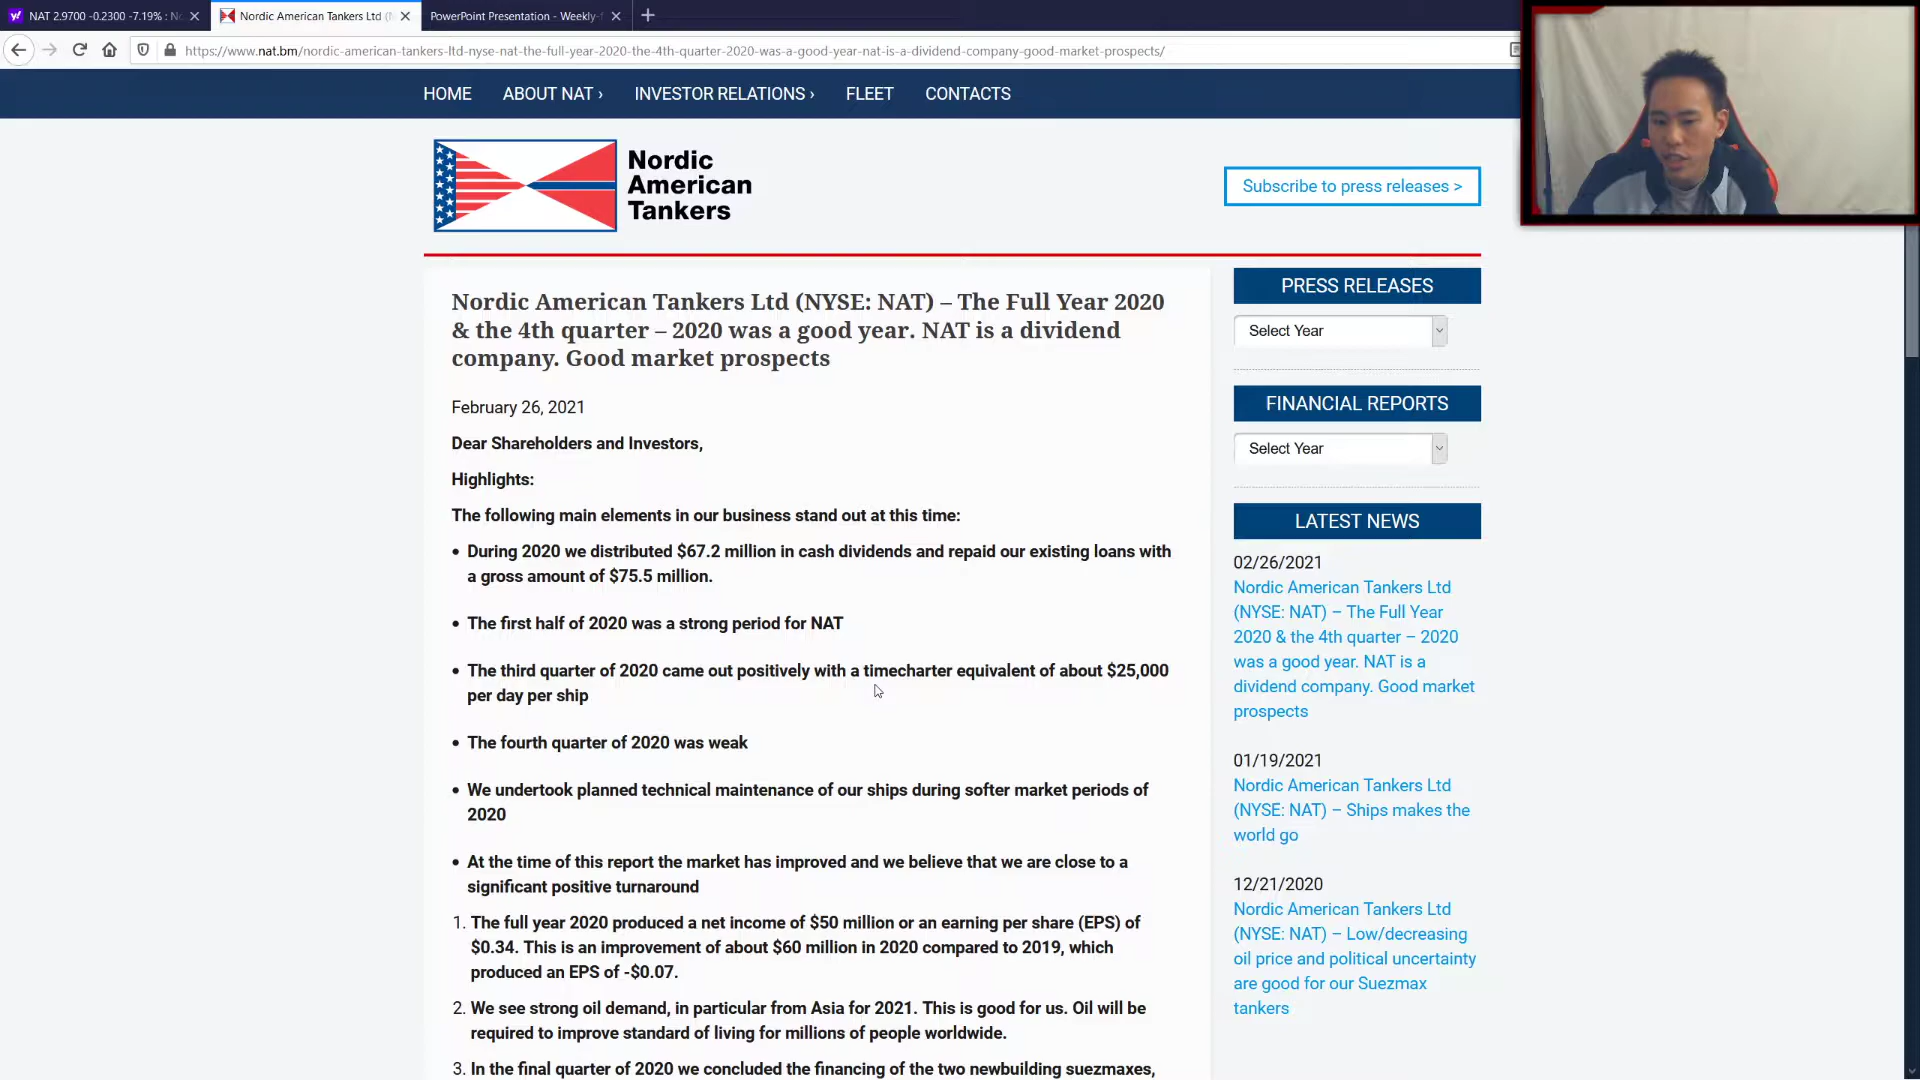 NAT 2.9700 -0.2300 -7.19% :
Nordic American Tankers Ltd (
PowerPoint Presentation - Weekly-
https://www.nat.bm/nordic-american-tankers-ltd-nyse-nat-the-full-year-2020-the-4th-quarter-2020-was-a-good-year-nat-is-a-dividend-company-good-market-prospects/
HOME
ABOUT NAT ›
INVESTOR RELATIONS ›
FLEET
CONTACTS
Nordic
American
Tankers
Subscribe to press releases >
Nordic American Tankers Ltd (NYSE: NAT) – The Full Year 2020
& the 4th quarter – 2020 was a good year. NAT is a dividend
company. Good market prospects
February 26, 2021
Dear Shareholders and Investors,
Highlights:
The following main elements in our business stand out at this time:
• During 2020 we distributed $67.2 million in cash dividends and repaid our existing loans with
a gross amount of $75.5 million.
• The first half of 2020 was a strong period for NAT
• The third quarter of 2020 came out positively with a timecharter equivalent of about $25,000
per day per ship
• The fourth quarter of 2020 was weak
• We undertook planned technical maintenance of our ships during softer market periods of
2020
• At the time of this report the market has improved and we believe that we are close to a
significant positive turnaround
1. The full year 2020 produced a net income of $50 million or an earning per share (EPS) of
$0.34. This is an improvement of about $60 million in 2020 compared to 2019, which
produced an EPS of -$0.07.
2. We see strong oil demand, in particular from Asia for 2021. This is good for us. Oil will be
required to improve standard of living for millions of people worldwide.
3. In the final quarter of 2020 we concluded the financing of the two newbuilding suezmaxes,
PRESS RELEASES
Select Year
FINANCIAL REPORTS
Select Year
LATEST NEWS
02/26/2021
Nordic American Tankers Ltd
(NYSE: NAT) – The Full Year
2020 & the 4th quarter – 2020
was a good year. NAT is a
dividend company. Good market
prospects
01/19/2021
Nordic American Tankers Ltd
(NYSE: NAT) – Ships makes the
world go
12/21/2020
Nordic American Tankers Ltd
(NYSE: NAT) – Low/decreasing
oil price and political uncertainty
are good for our Suezmax
tankers